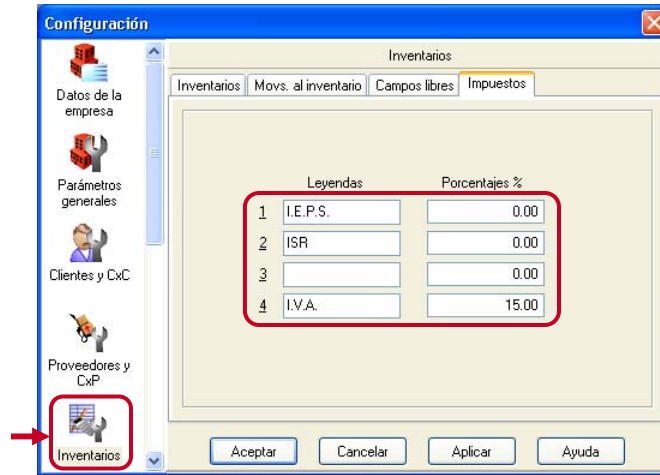 Configuración
Inventarios
Inventarios Movs. al inventario Campos libres Impuestos
Datos de la
empresa
Parámetros
generales
Clientes y CxC
Proveedores y
CxP
Inventarios
Leyendas Porcentajes %
1 I.E.P.S. 0.00
2 ISR 0.00
3 0.00
4 I.V.A. 15.00
Aceptar Cancelar Aplicar Ayuda